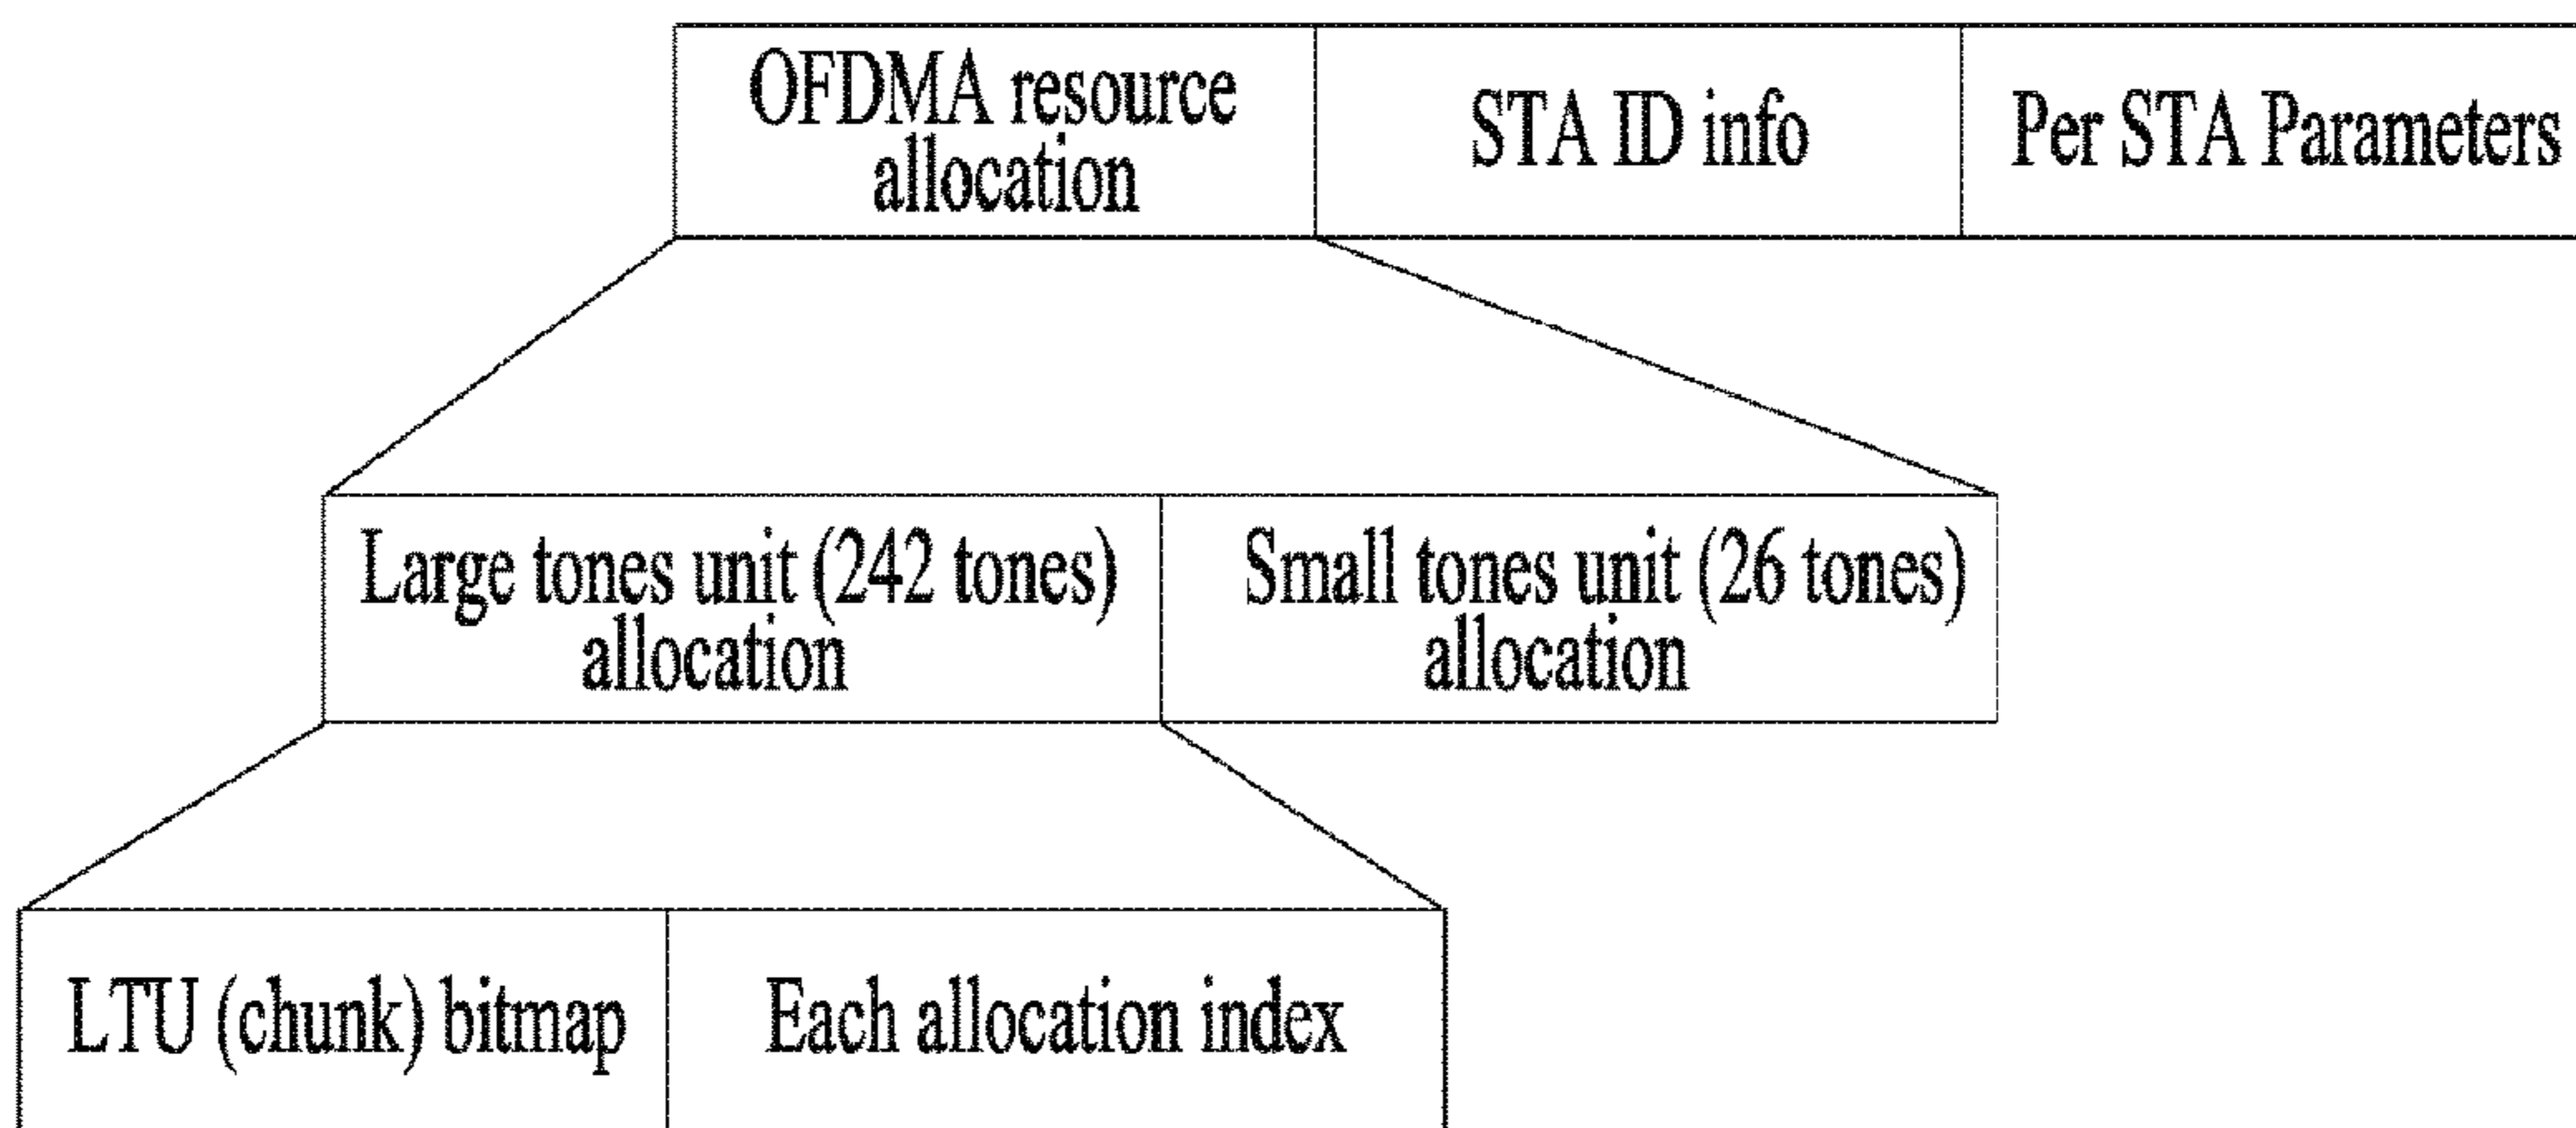 OFDMA resource
allocation
STA ID info
Per STA Parameters
Large tones unit (242 tones)
allocation
Small tones unit (26 tones)
allocation
LTU (chunk) bitmap
Each allocation index